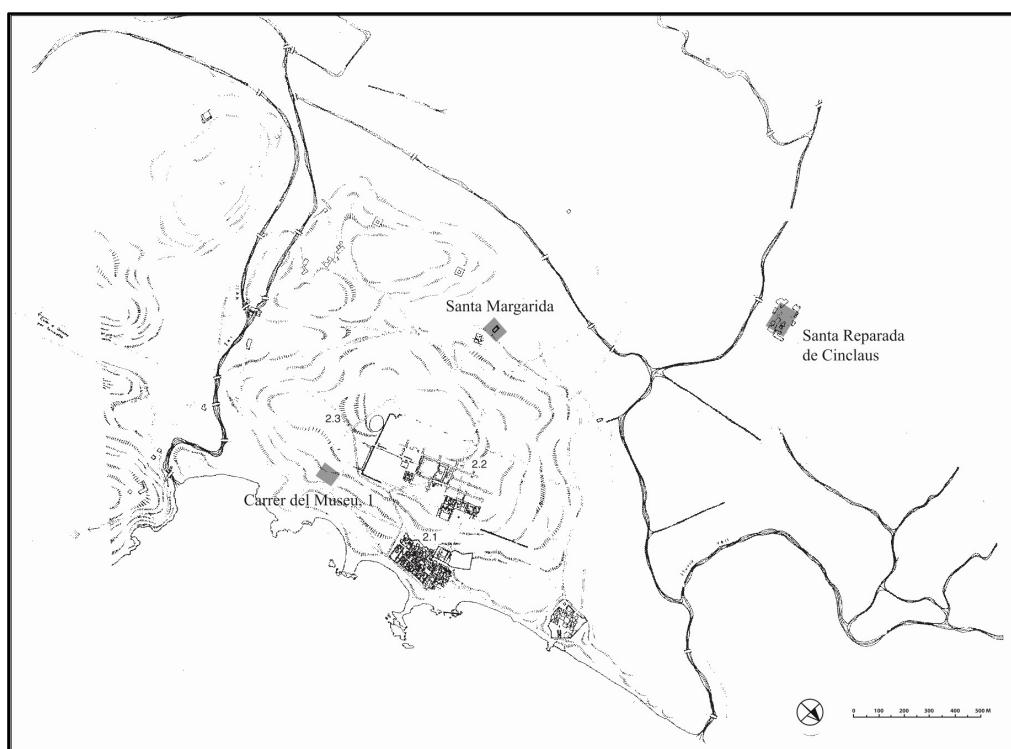 Santa Margarida
Santa Reparada
de Cinclaus
2.3
2.2
Carrer del Museu, 1
2.1
0 100 200 300 400 500 M